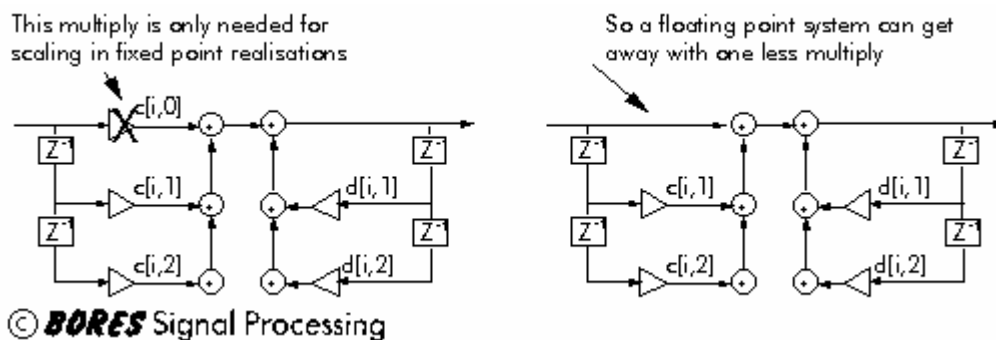 This multiply is only needed for
scaling in fixed point realisations
So a floating point system can get
away with one less multiply
c[i,0]
+
+
+
+
Z⁻¹
Z⁻¹
Z⁻¹
Z⁻¹
c[i,1]
+
+
d[i,1]
c[i,1]
+
+
d[i,1]
Z⁻¹
Z⁻¹
Z⁻¹
Z⁻¹
c[i,2]
+
+
d[i,2]
c[i,2]
+
+
d[i,2]
© BORES Signal Processing